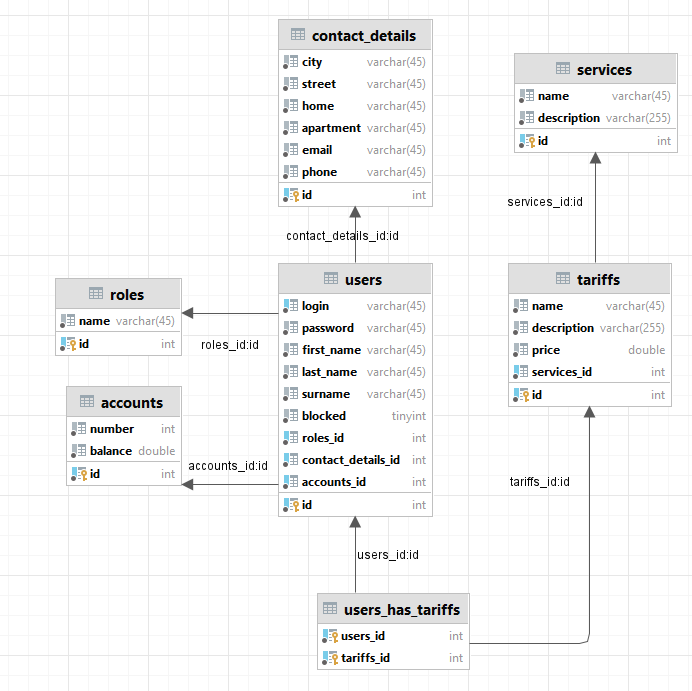 contact_details
city varchar(45)
street varchar(45)
home varchar(45)
apartment varchar(45)
email varchar(45)
phone varchar(45)
id int
services
name varchar(45)
description varchar(255)
id int
services_id:id
contact_details_id:id
roles
name varchar(45)
id int
roles_id:id
users
login varchar(45)
password varchar(45)
first_name varchar(45)
last_name varchar(45)
surname varchar(45)
blocked tinyint
roles_id int
contact_details_id int
accounts_id int
id int
tariffs
name varchar(45)
description varchar(255)
price double
services_id int
id int
accounts
number int
balance double
id int
accounts_id:id
tariffs_id:id
users_id:id
users_has_tariffs
users_id int
tariffs_id int